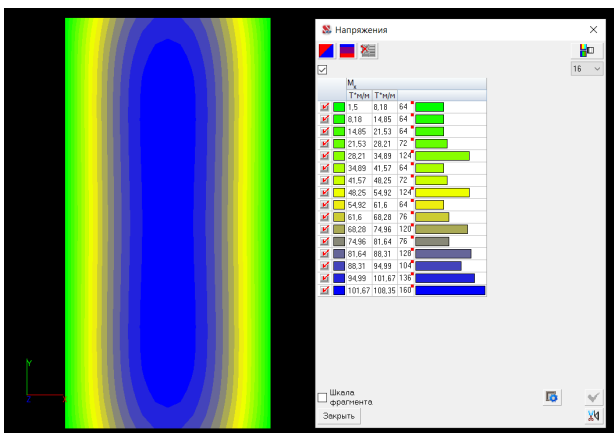 Напряжения
16
Mx
Т*м/м Т*м/м
1,5 8,18 64
8,18 14,85 64
14,85 21,53 64
21,53 28,21 72
28,21 34,89 124
34,89 41,57 64
41,57 48,25 72
48,25 54,92 124
54,92 61,6 64
61,6 68,28 76
68,28 74,96 120
74,96 81,64 76
81,64 88,31 128
88,31 94,99 104
94,99 101,67 136
101,67 108,35 160
Y
X
Шкала
фрагмента
Закрыть